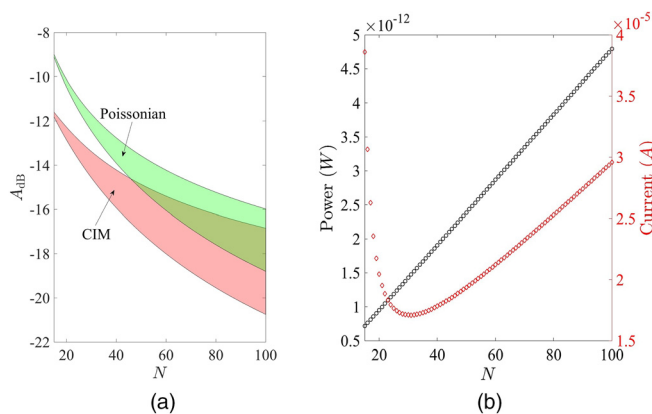 -8
-10
-12
-14
-16
-18
-20
-22
A_dB
Poissonian
CIM
20 40 60 80 100
N
(a)
5 ×10^-12
4.5
4
3.5
3
2.5
2
1.5
1
0.5
Power (W)
20 40 60 80 100
N
4 ×10^-5
3.5
3
2.5
2
1.5
Current (A)
(b)